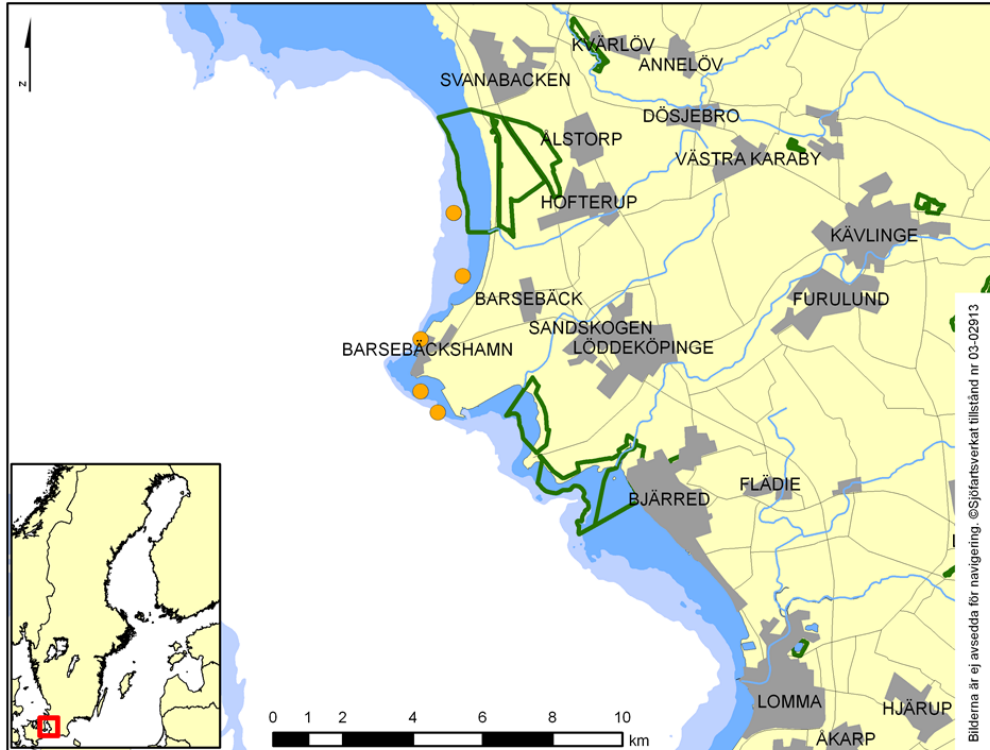 KVÄRLÖV
ANNELÖV
SVANABACKEN
Z
DÖSJEBRO
ÅLSTORP
VÄSTRA KARABY
HOFTERUP
KÄVLINGE
BARSEBÄCK
FURULUND
SANDSKOGEN
BARSEBÄCKSHAMN
LÖDDEKÖPINGE
BJÄRRED
FLÄDIE
L
LOMMA
HJÄRUP
ÅKARP
0 1 2 4 6 8 10
km
Bilderna är ej avsedda för navigering. ©Sjöfartsverkat tillstånd nr 03-02913